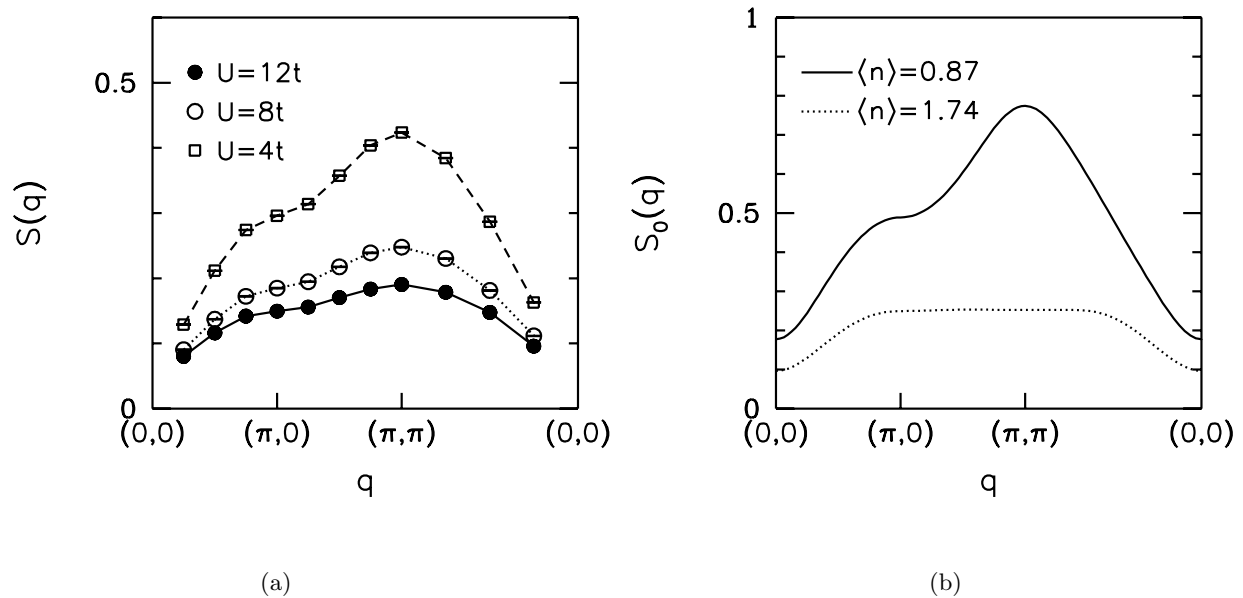 S(q)
0.5
0
U=12t
U=8t
U=4t
(0,0) (π,0) (π,π) (0,0)
q
(a)
S₀(q)
1
0.5
0
⟨n⟩=0.87
⟨n⟩=1.74
(0,0) (π,0) (π,π) (0,0)
q
(b)